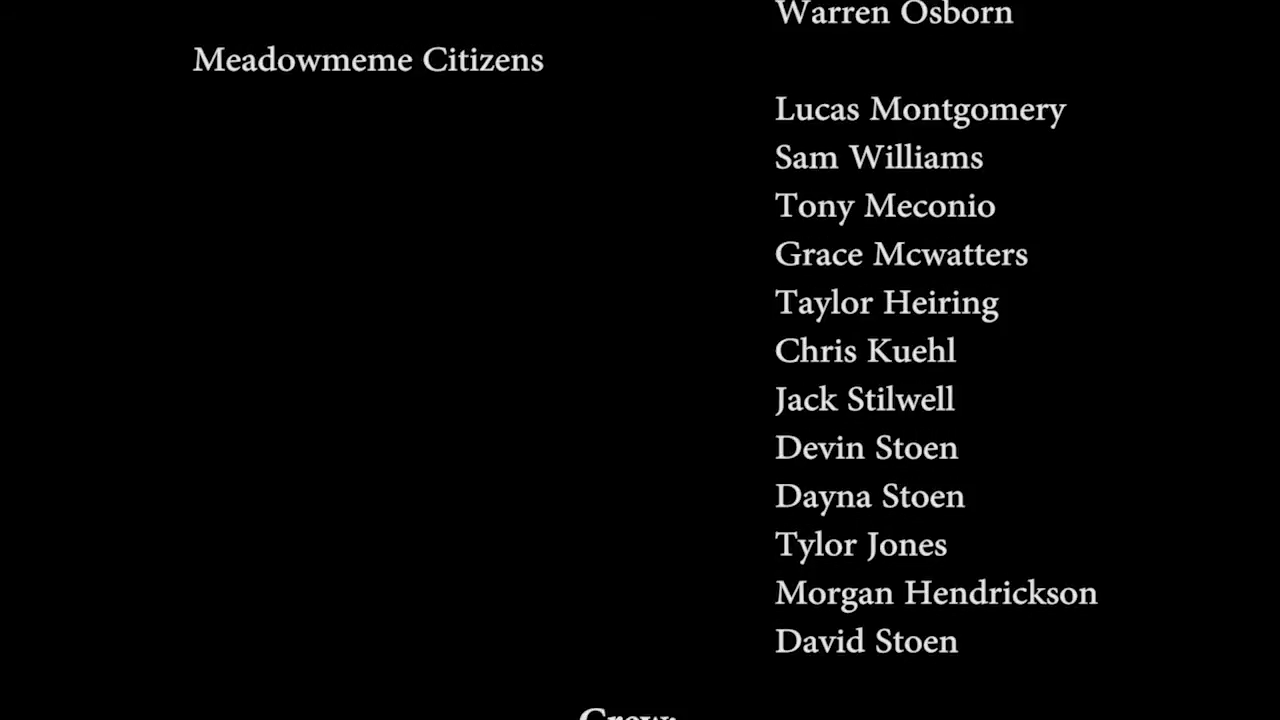 Warren Osborn
Meadowmeme Citizens
Lucas Montgomery
Sam Williams
Tony Meconio
Grace Mcwatters
Taylor Heiring
Chris Kuehl
Jack Stilwell
Devin Stoen
Dayna Stoen
Tylor Jones
Morgan Hendrickson
David Stoen
Crew: